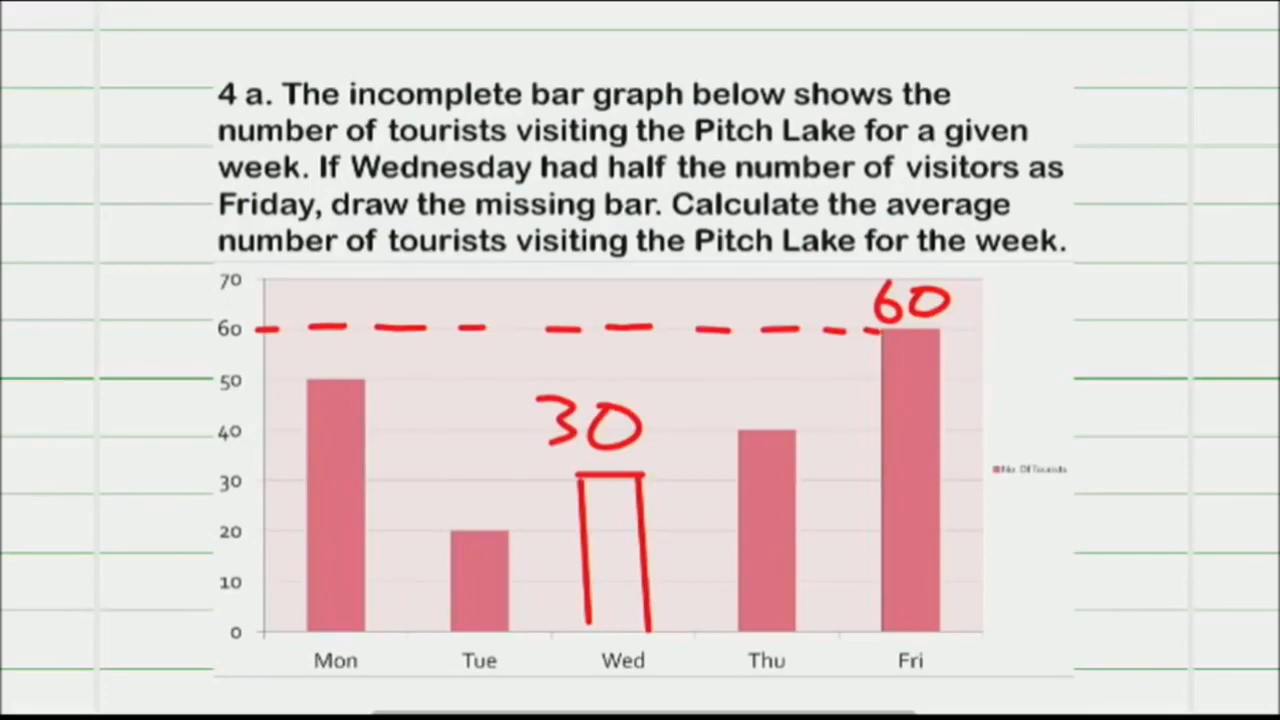 4 a. The incomplete bar graph below shows the
number of tourists visiting the Pitch Lake for a given
week. If Wednesday had half the number of visitors as
Friday, draw the missing bar. Calculate the average
number of tourists visiting the Pitch Lake for the week.
70
60
60
50
30
40
30
No. Of Tourists
20
10
0
Mon Tue Wed Thu Fri